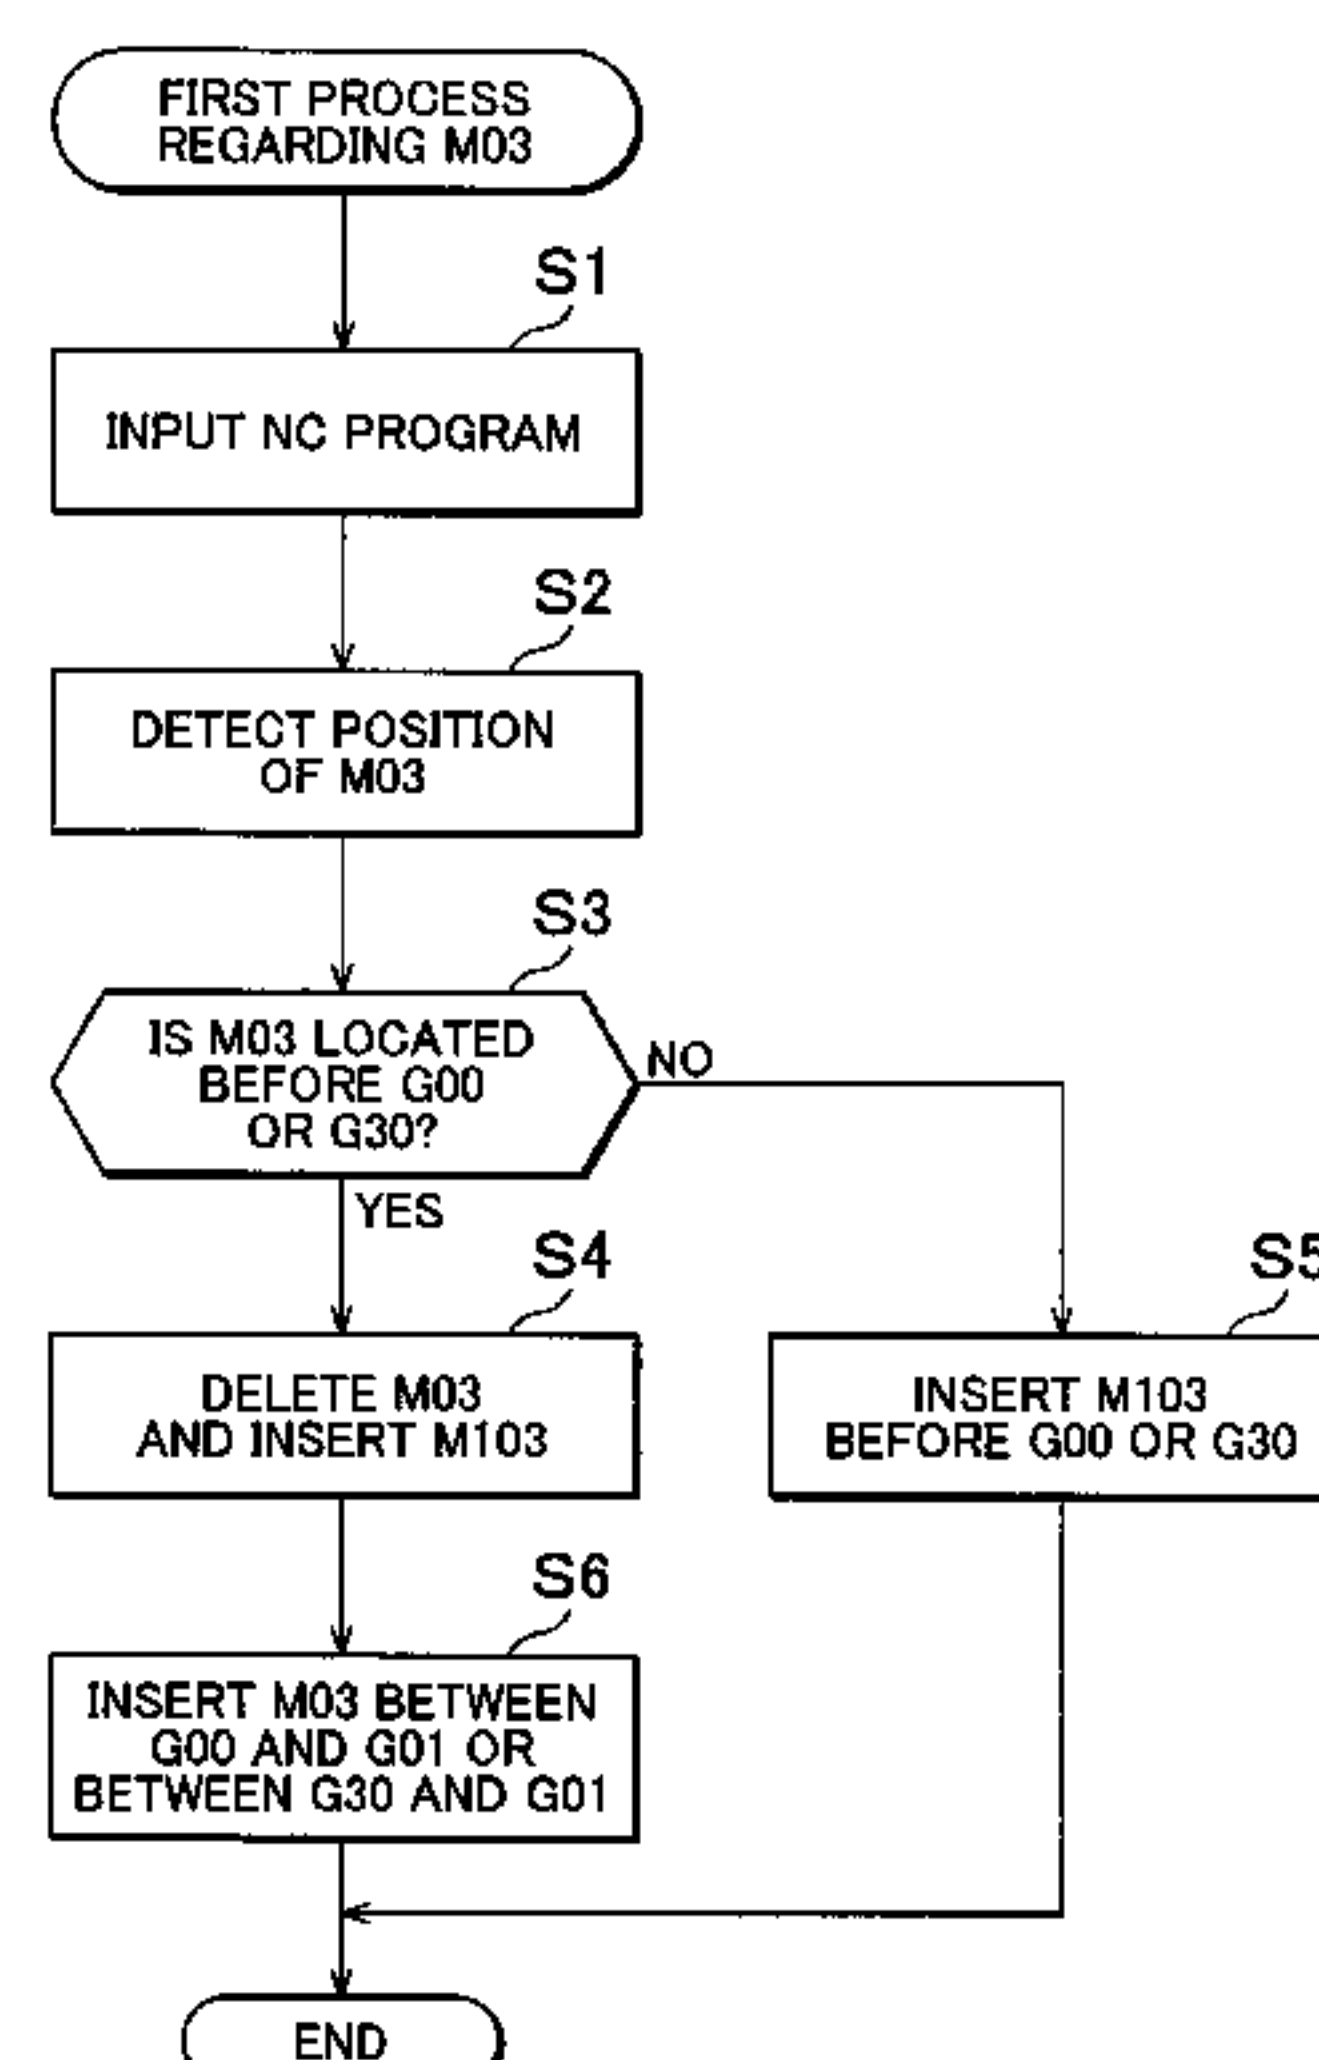 FIRST PROCESS
REGARDING M03
S1
INPUT NC PROGRAM
S2
DETECT POSITION
OF M03
S3
IS M03 LOCATED
BEFORE G00
OR G30?
NO
YES
S4
DELETE M03
AND INSERT M103
S5
INSERT M103
BEFORE G00 OR G30
S6
INSERT M03 BETWEEN
G00 AND G01 OR
BETWEEN G30 AND G01
END